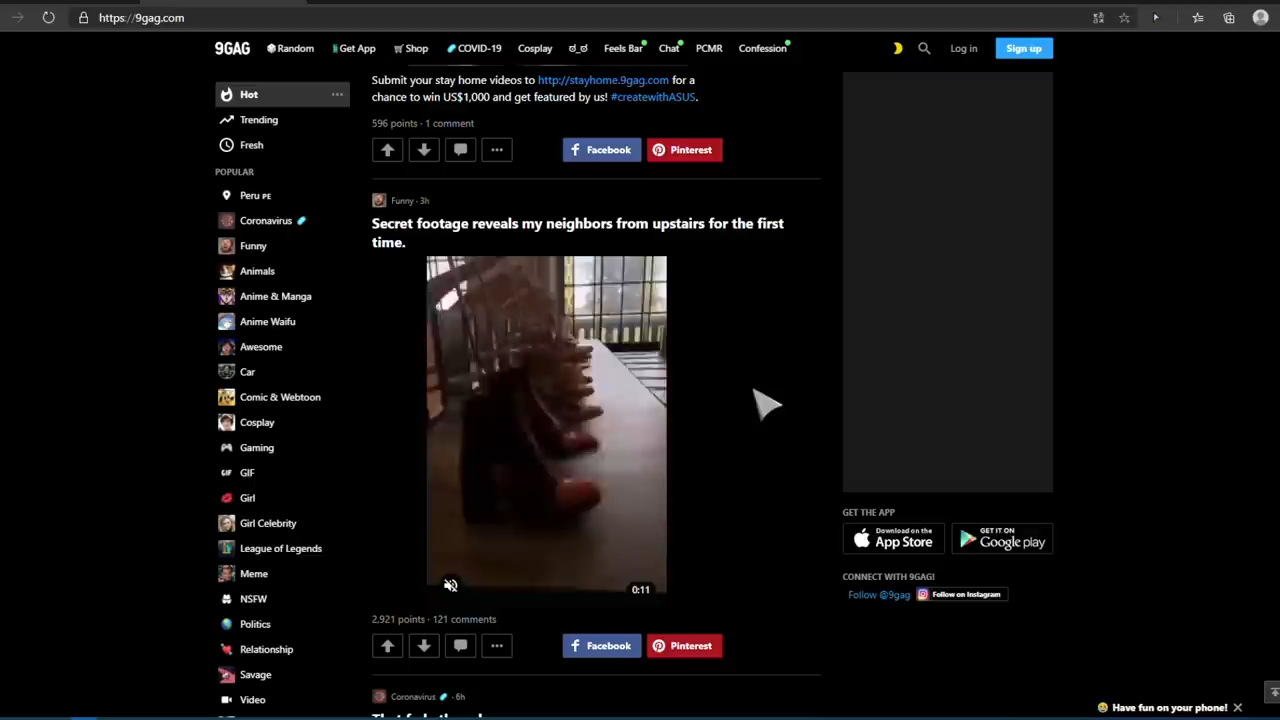 https://9gag.com
9GAG Random Get App Shop COVID-19 Cosplay ಠ_ಠ Feels Bar Chat PCMR Confession Log in Sign up
Hot
Trending
Fresh
POPULAR
Peru PE
Coronavirus
Funny
Animals
Anime & Manga
Anime Waifu
Awesome
Car
Comic & Webtoon
Cosplay
Gaming
GIF
GIF
Girl
Girl Celebrity
League of Legends
Meme
NSFW
Politics
Relationship
Savage
Video
Submit your stay home videos to http://stayhome.9gag.com for a
chance to win US$1,000 and get featured by us! #createwithASUS.
596 points · 1 comment
Facebook Pinterest
Funny · 3h
Secret footage reveals my neighbors from upstairs for the first
time.
0:11
2,921 points · 121 comments
Facebook Pinterest
Coronavirus · 6h
GET THE APP
Download on the
App Store
GET IT ON
Google play
CONNECT WITH 9GAG!
Follow @9gag Follow on Instagram
Have fun on your phone!